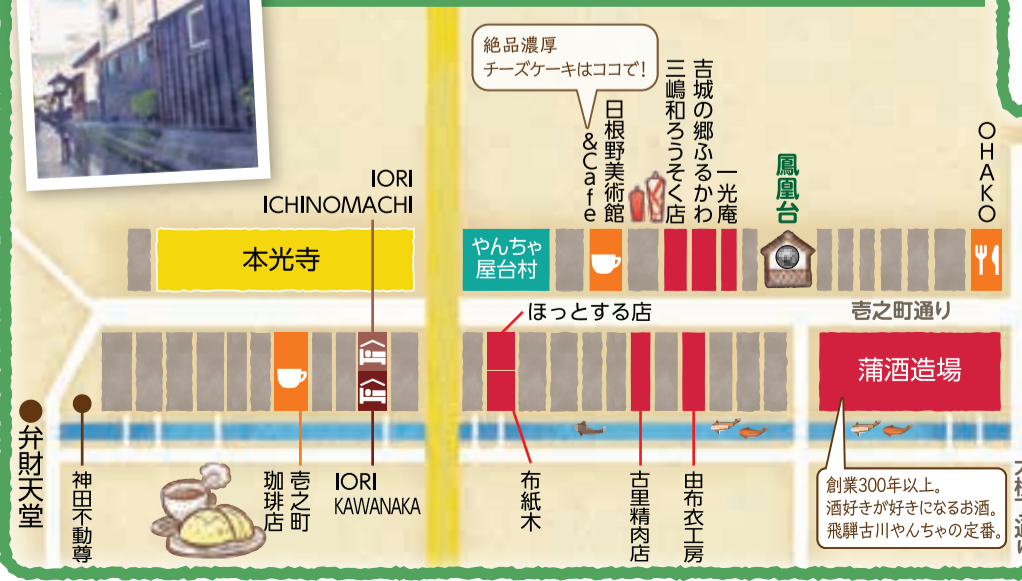 絶品濃厚
チーズケーキはココで!
日根野美術館
&Cafe
三嶋和ろうそく店
吉城の郷ふるかわ
一光庵
鳳凰台
OHAKO
IORI
ICHINOMACHI
本光寺
やんちゃ
屋台村
ほっとする店
壱之町通り
蒲酒造場
弁財天堂
神田不動尊
壱之町
珈琲店
IORI
KAWANAKA
布紙木
古里精肉店
由布衣工房
創業300年以上。
酒好きが好きになるお酒。
飛騨古川やんちゃの定番。